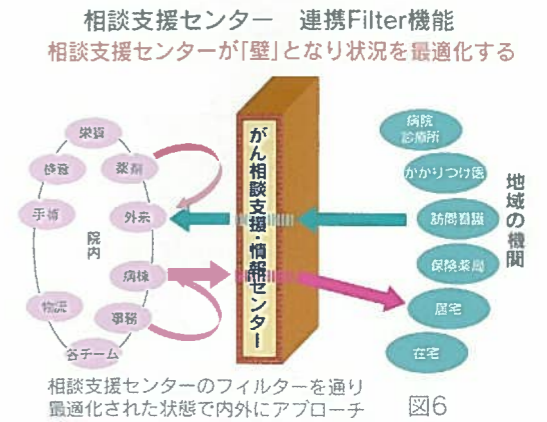 相談支援センター　連携Filter機能
相談支援センターが「壁」となり状況を最適化する
栄養
検査
薬剤
手術
外来
院内
病棟
物流
事務
各チーム
がん相談支援・情報センター
病院
診療所
かかりつけ医
訪問看護
保険薬局
居宅
在宅
地域の機関
相談支援センターのフィルターを通り
最適化された状態で内外にアプローチ
図6